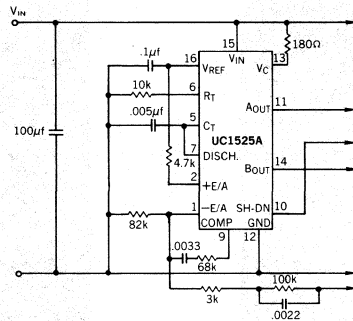 VIN
.1µf
16
VREF
15
VIN
VC
13
180Ω
10k
6
RT
AOUT
11
.005µf
5
CT
UC1525A
7
DISCH.
100µf
4.7k
BOUT
14
2
+E/A
1
−E/A
SH-DN
10
82k
COMP
GND
9
12
.0033
68k
3k
100k
.0022